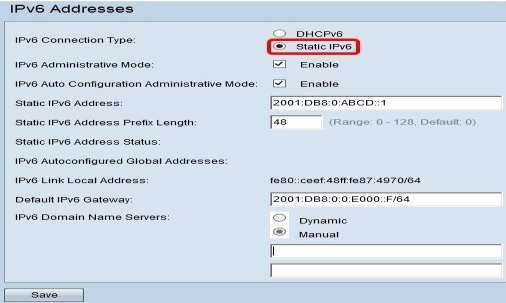 IPv6 Addresses
IPv6 Connection Type:
DHCPv6
Static IPv6
IPv6 Administrative Mode: Enable
IPv6 Auto Configuration Administrative Mode: Enable
Static IPv6 Address: 2001:DB8:0:ABCD::1
Static IPv6 Address Prefix Length: 48 (Range: 0 - 128, Default: 0)
Static IPv6 Address Status:
IPv6 Autoconfigured Global Addresses:
IPv6 Link Local Address: fe80::ceef:48ff:fe87:4970/64
Default IPv6 Gateway: 2001:DB8:0:0:E000::F/64
IPv6 Domain Name Servers: Dynamic
Manual
Save